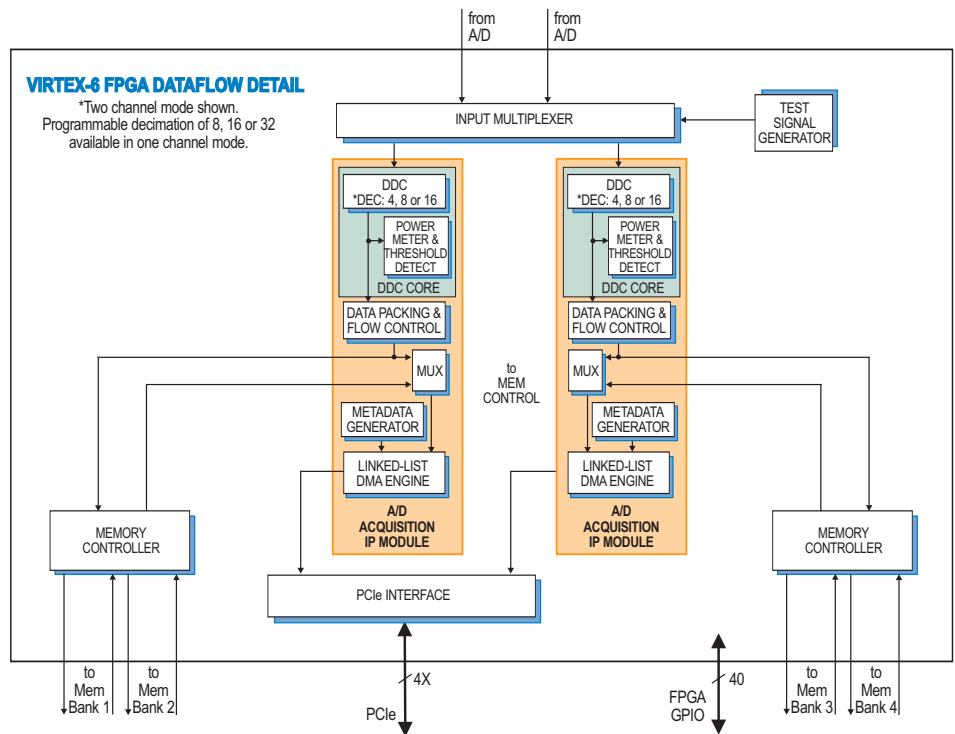 from
A/D
from
A/D
VIRTEX-6 FPGA DATAFLOW DETAIL
*Two channel mode shown.
Programmable decimation of 8, 16 or 32
available in one channel mode.
INPUT MULTIPLEXER
TEST
SIGNAL
GENERATOR
DDC
*DEC: 4, 8 or 16
POWER
METER &
THRESHOLD
DETECT
DDC CORE
DATA PACKING &
FLOW CONTROL
MUX
METADATA
GENERATOR
LINKED-LIST
DMA ENGINE
A/D
ACQUISITION
IP MODULE
to
MEM
CONTROL
DDC
*DEC: 4, 8 or 16
POWER
METER &
THRESHOLD
DETECT
DDC CORE
DATA PACKING &
FLOW CONTROL
MUX
METADATA
GENERATOR
LINKED-LIST
DMA ENGINE
A/D
ACQUISITION
IP MODULE
MEMORY
CONTROLLER
MEMORY
CONTROLLER
PCIe INTERFACE
to
Mem
Bank 1
to
Mem
Bank 2
4X
PCIe
40
FPGA
GPIO
to
Mem
Bank 3
to
Mem
Bank 4